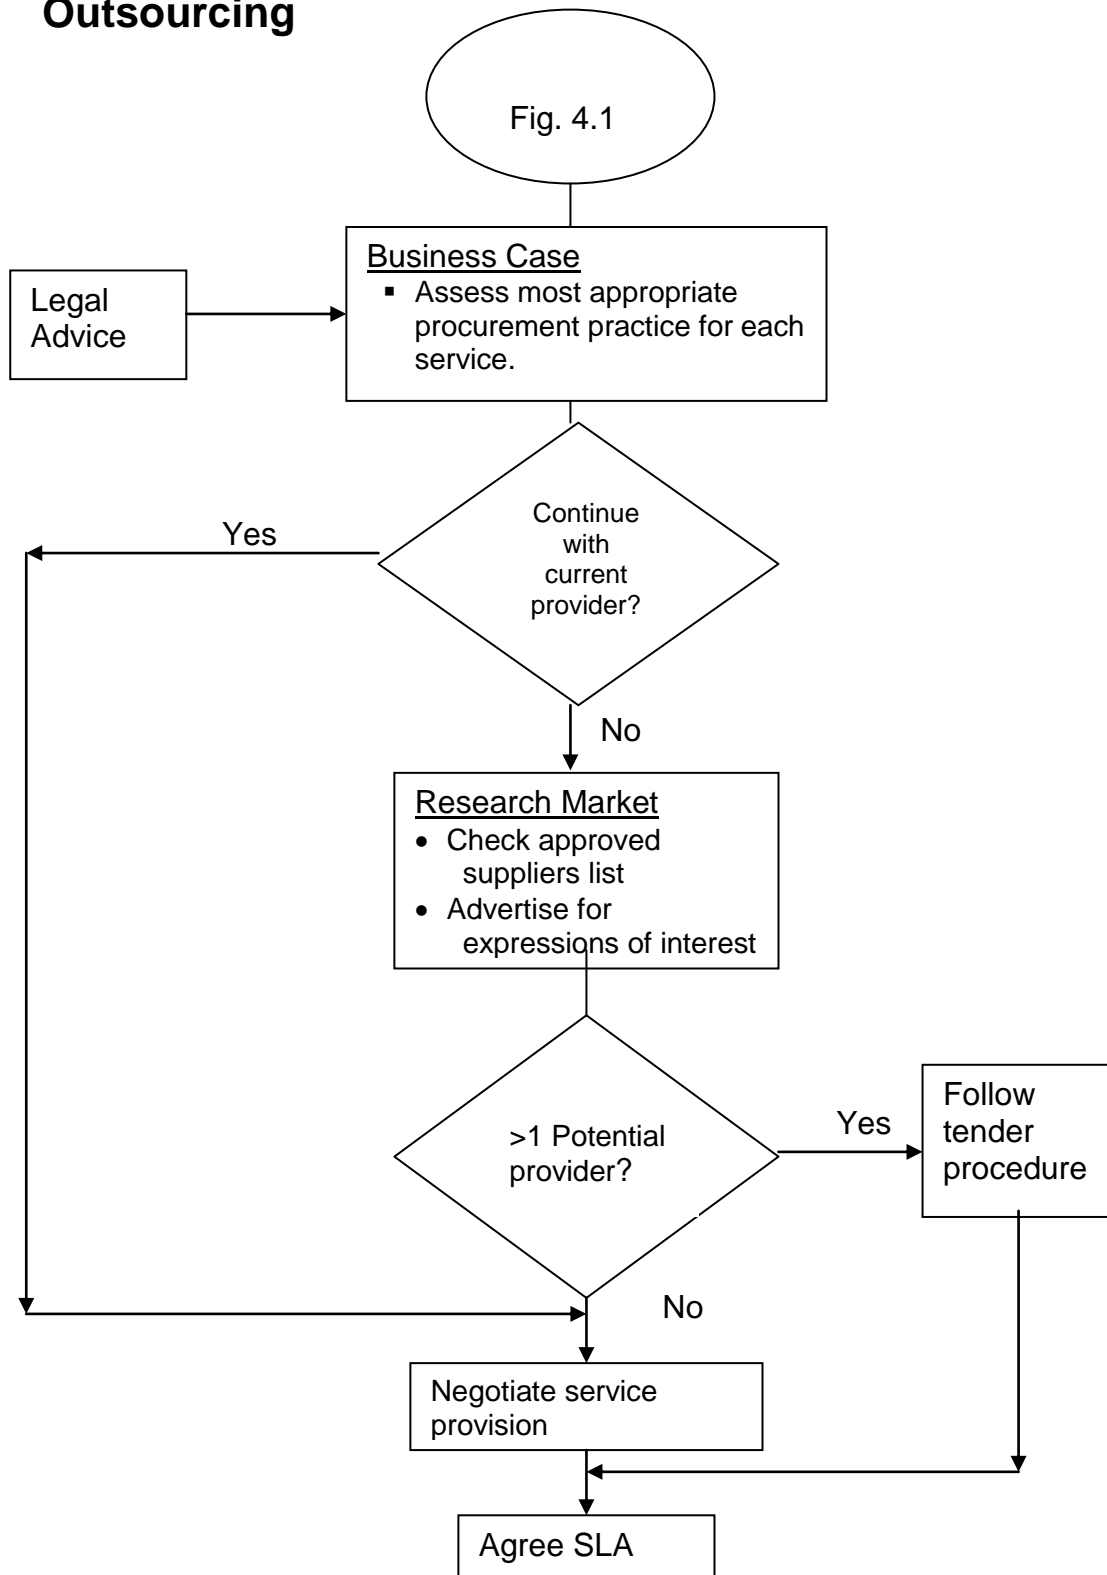 Outsourcing
Fig. 4.1
Legal
Advice
Business Case
▪ Assess most appropriate
procurement practice for each
service.
Yes
Continue
with
current
provider?
No
Research Market
• Check approved
suppliers list
• Advertise for
expressions of interest
>1 Potential
provider?
Yes
Follow
tender
procedure
No
Negotiate service
provision
Agree SLA